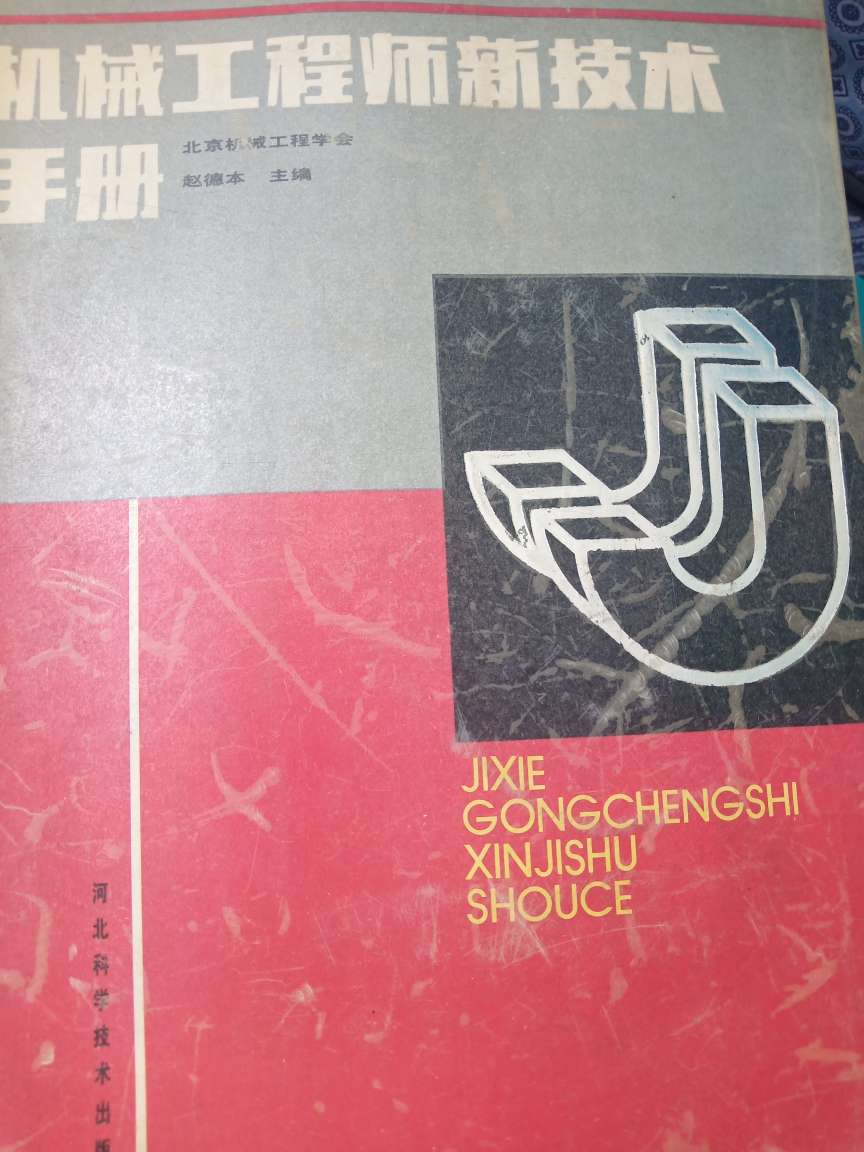 机械工程师新技术
手册
北京机械工程学会
赵德本 主编
JIXIE
GONGCHENGSHI
XINJISHU
SHOUCE
河北科学技术出版